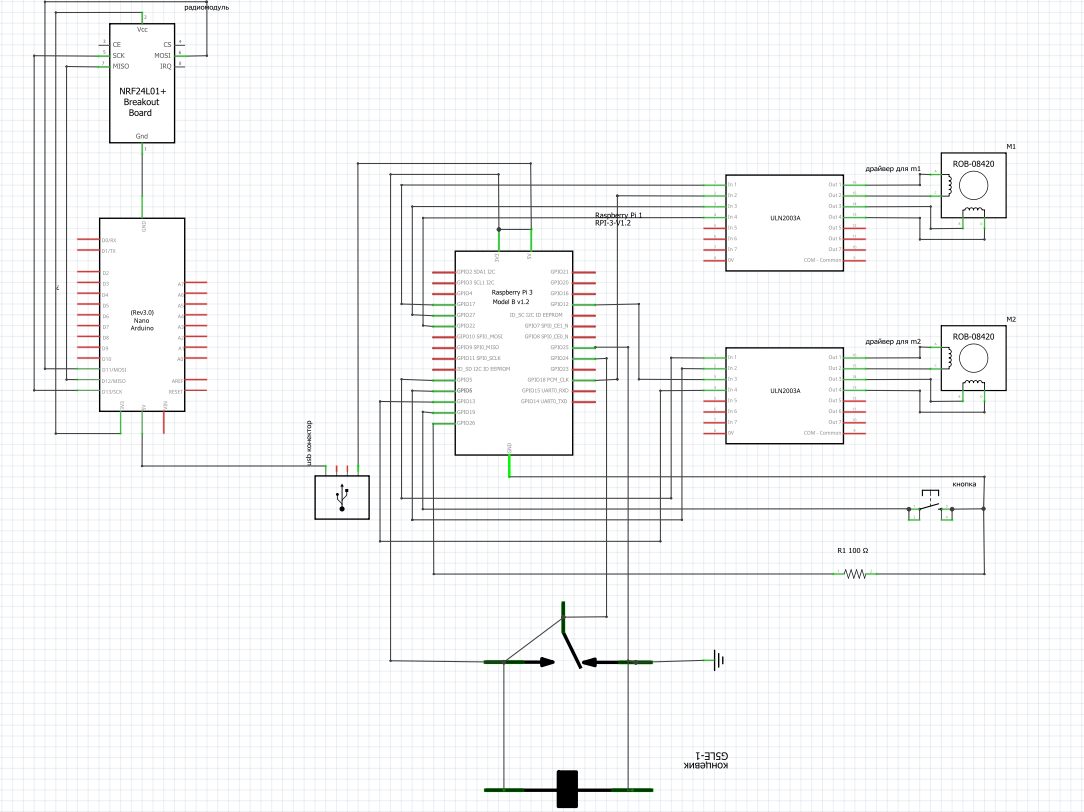 радиомодуль
2
Vcc
3 CE CS 4
5 SCK MOSI 6
7 MISO IRQ 8
NRF24L01+
Breakout
Board
Gnd
1
GND
D0/RX
D1/TX
D2
D3
D4
D5
D6
D7
D8
D9
D10
D11/MOSI
D12/MISO
D13/SCK
AREF
RESET
(Rev3.0)
Nano
Arduino
usb конектор
Raspberry Pi 1
RPI-3-V1.2
Raspberry Pi 3
Model B v1.2
GPIO2 SDA1 I2C
GPIO3 SCL1 I2C
GPIO4
GPIO17
GPIO27
GPIO22
GPIO10 SPI0_MOSI
GPIO9 SPI0_MISO
GPIO11 SPI0_SCLK
ID_SD I2C ID EEPROM
GPIO5
GPIO6
GPIO13
GPIO19
GPIO26
GPIO21
GPIO20
GPIO16
GPIO12
ID_SC I2C ID EEPROM
GPIO7 SPI0_CE1_N
GPIO8 SPI0_CE0_N
GPIO25
GPIO24
GPIO23
GPIO18 PCM_CLK
GPIO15 UART0_RXD
GPIO14 UART0_TXD
GND
драйвер для m1
In 1 Out 1
In 2 Out 2
In 3 Out 3
In 4 Out 4
In 5 Out 5
In 6 Out 6
In 7 Out 7
0V COM - Common
ULN2003A
M1
ROB-08420
драйвер для m2
In 1 Out 1
In 2 Out 2
In 3 Out 3
In 4 Out 4
In 5 Out 5
In 6 Out 6
In 7 Out 7
0V COM - Common
ULN2003A
M2
ROB-08420
кнопка
R1 100 Ω
концевик
G5LE-1